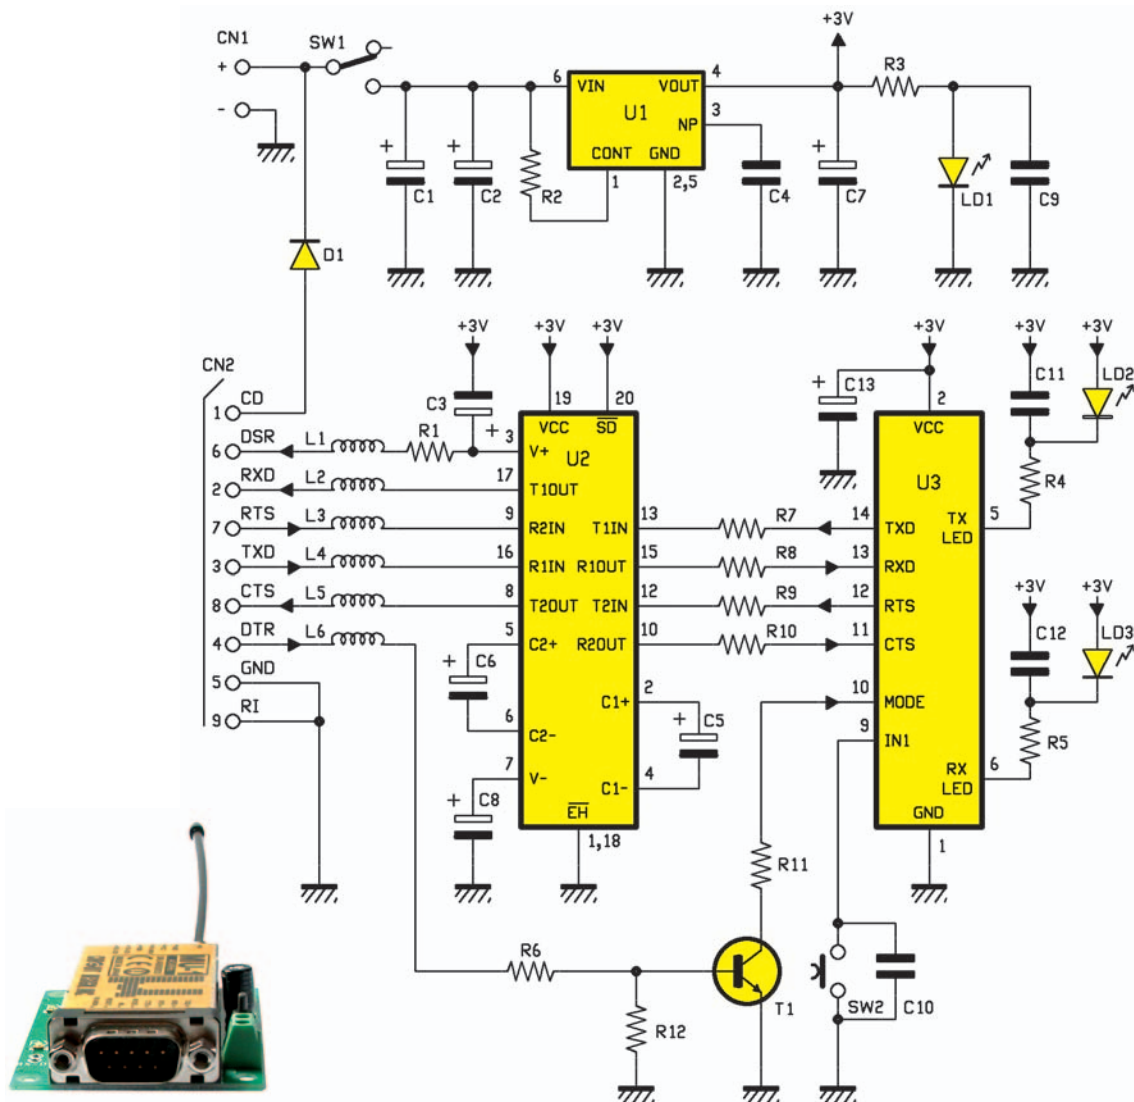 CN1
+
-
SW1
6 VIN VOUT 4
U1
NP 3
CONT GND
1 2,5
+3V
R3
+ C1
+ C2
R2
C4
+ C7
LD1
C9
D1
CN2
1 CD
6 DSR L1 R1
2 RXD L2
7 RTS L3
3 TXD L4
8 CTS L5
4 DTR L6
5 GND
9 RI
+3V +3V +3V
C3
+
19 20
VCC SD
U2
3 V+
17 T1OUT
9 R2IN T1IN 13
16 R1IN R1OUT 15
8 T2OUT T2IN 12
5 C2+ R2OUT 10
6 C2- C1+ 2
7 V- C1- 4
EH
1,18
+ C6
+ C8
+ C5
R7
R8
R9
R10
+3V
+ C13
2
VCC
U3
14 TXD TX LED 5
13 RXD
12 RTS
11 CTS
10 MODE
9 IN1
RX LED 6
GND
1
+3V +3V
C11 LD2
R4
+3V +3V
C12 LD3
R5
R11
R6
R12
T1
SW2
C10